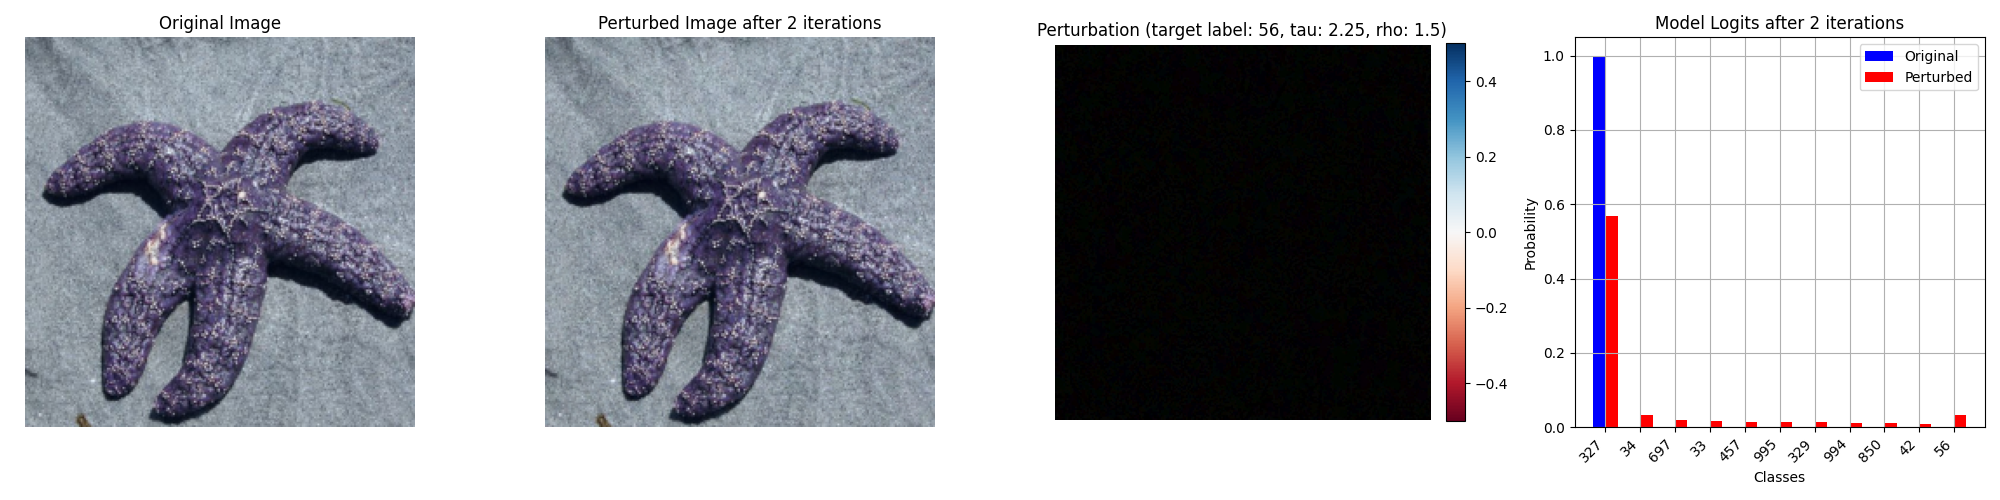 Original Image
Perturbed Image after 2 iterations
Perturbation (target label: 56, tau: 2.25, rho: 1.5)
0.4
0.2
0.0
−0.2
−0.4
Model Logits after 2 iterations
Original
Perturbed
Probability
1.0
0.8
0.6
0.4
0.2
0.0
327
34
697
33
457
995
329
994
850
42
56
Classes